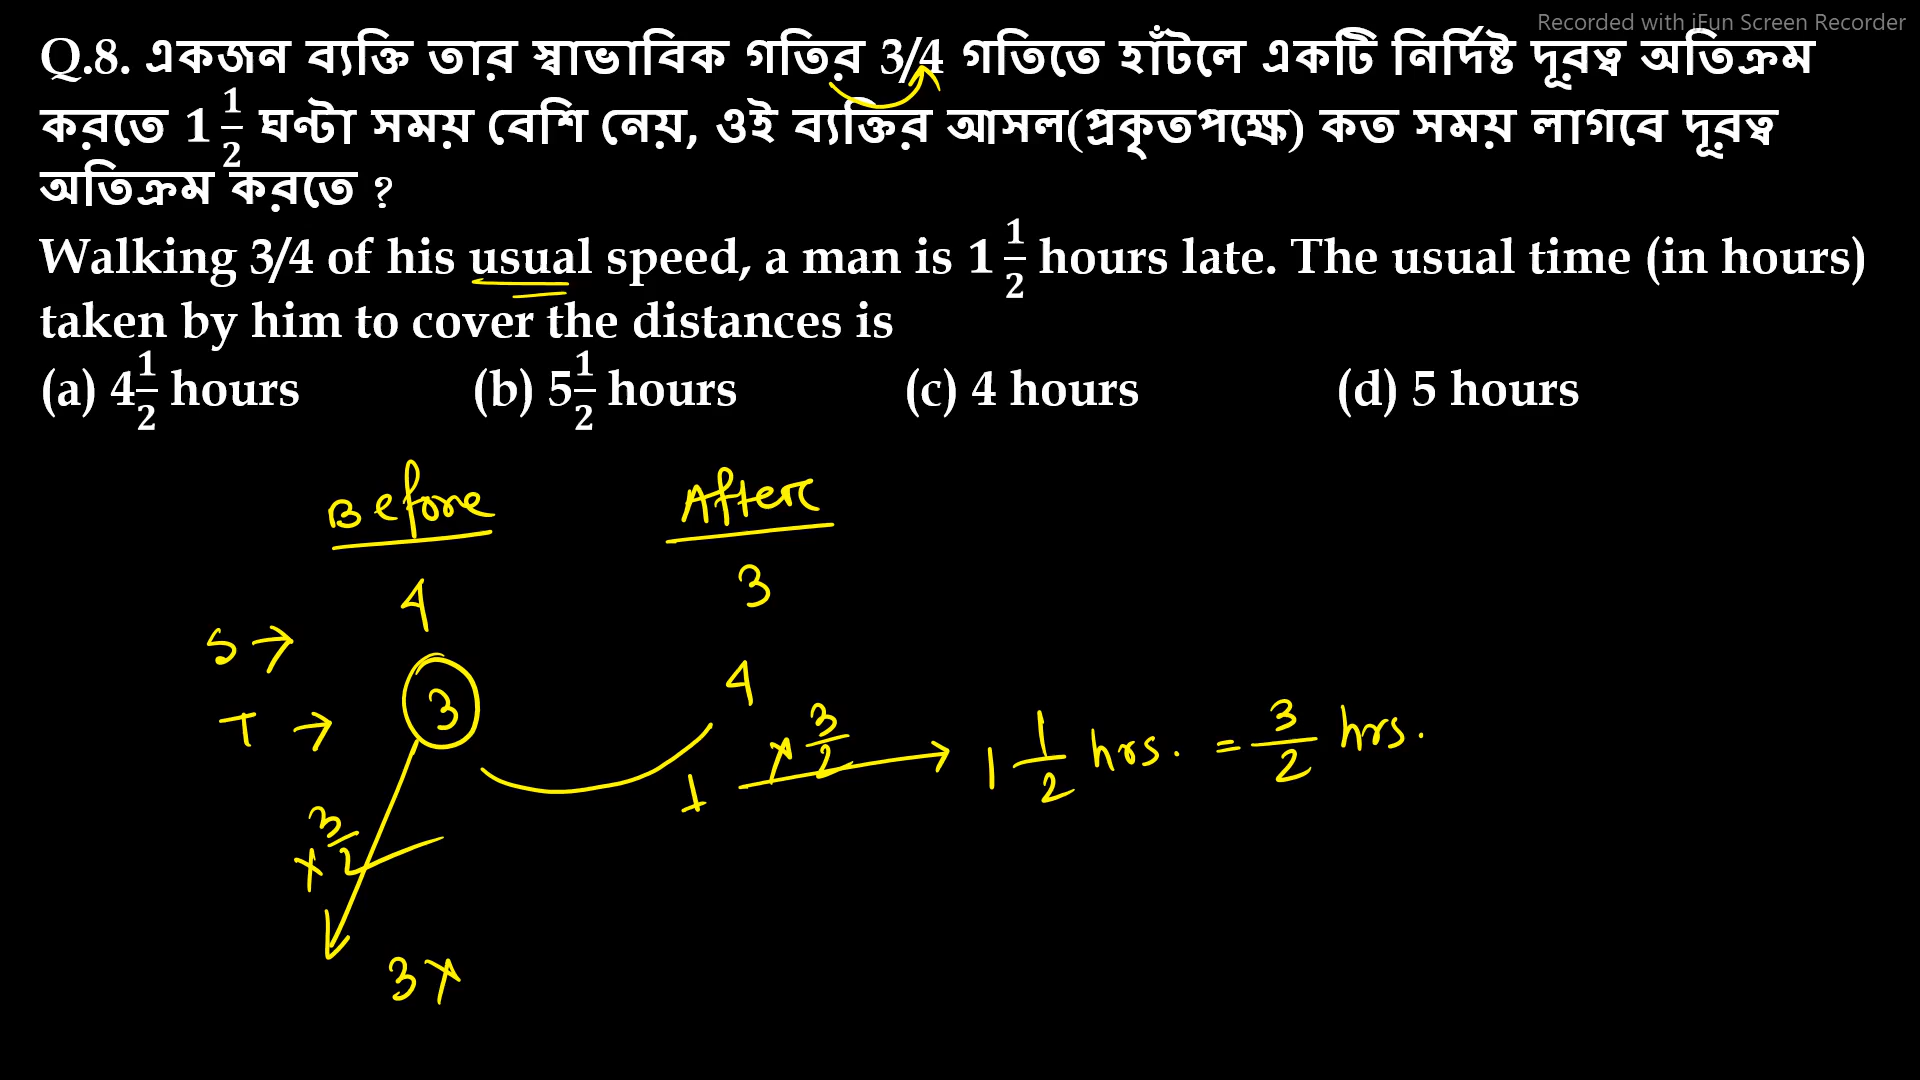 Recorded with iFun Screen Recorder
Q.8. একজন ব্যক্তি তার স্বাভাবিক গতির 3/4 গতিতে হাঁটলে একটি নির্দিষ্ট দূরত্ব অতিক্রম
করতে 1 1/2 ঘণ্টা সময় বেশি নেয়, ওই ব্যক্তির আসল(প্রকৃতপক্ষে) কত সময় লাগবে দূরত্ব
অতিক্রম করতে ?
Walking 3/4 of his usual speed, a man is 1 1/2 hours late. The usual time (in hours)
taken by him to cover the distances is
(a) 4 1/2 hours (b) 5 1/2 hours (c) 4 hours (d) 5 hours
Before After
4 3
S →
T → 3 4
1 × 3/2 → 1 1/2 hrs. = 3/2 hrs.
× 3/2
3 ×